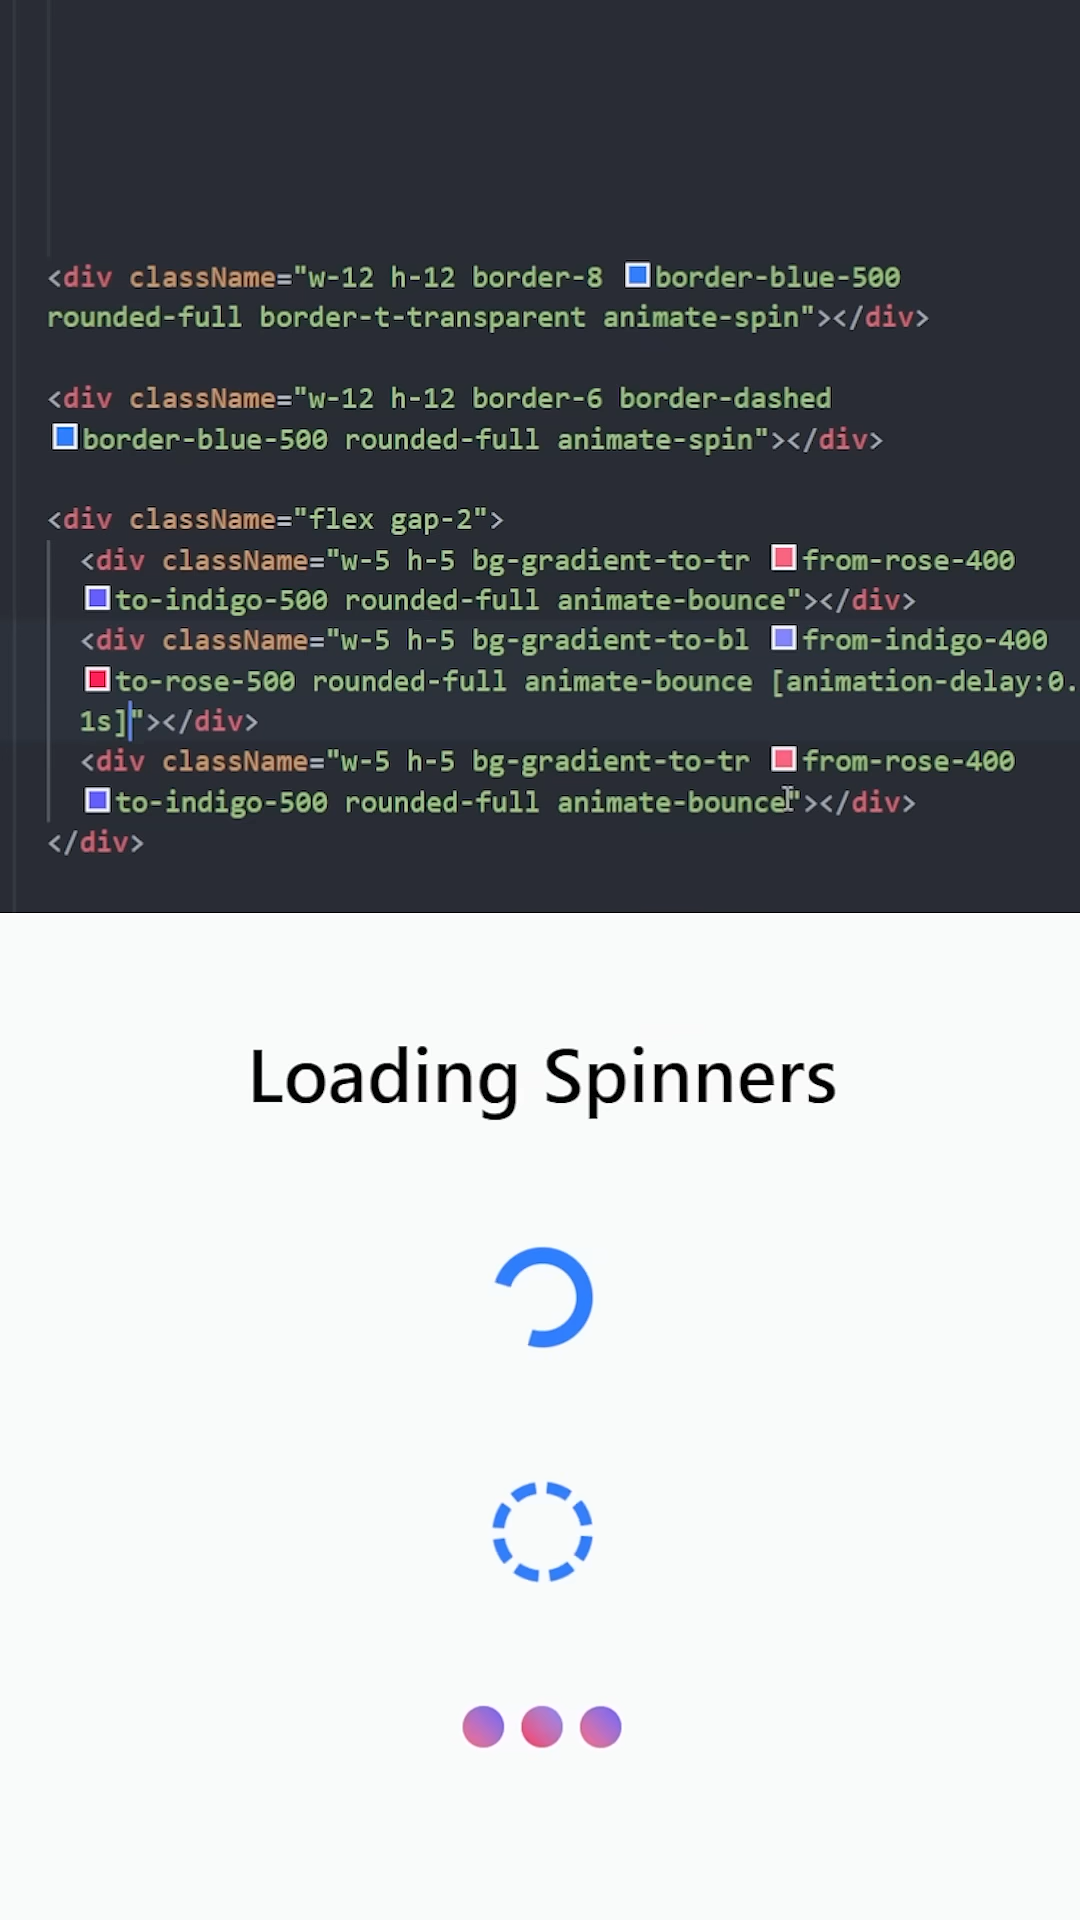 <div className="w-12 h-12 border-8 border-blue-500
rounded-full border-t-transparent animate-spin"></div>
<div className="w-12 h-12 border-6 border-dashed
border-blue-500 rounded-full animate-spin"></div>
<div className="flex gap-2">
<div className="w-5 h-5 bg-gradient-to-tr from-rose-400
to-indigo-500 rounded-full animate-bounce"></div>
<div className="w-5 h-5 bg-gradient-to-bl from-indigo-400
to-rose-500 rounded-full animate-bounce [animation-delay:0.
1s]"></div>
<div className="w-5 h-5 bg-gradient-to-tr from-rose-400
to-indigo-500 rounded-full animate-bounce"></div>
</div>
Loading Spinners